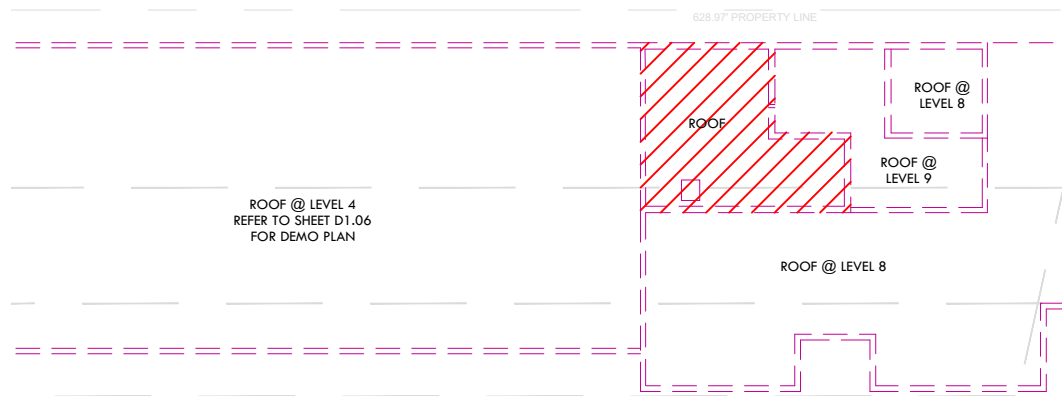 628.97' PROPERTY LINE
ROOF
ROOF @
LEVEL 8
ROOF @
LEVEL 9
ROOF @ LEVEL 4
REFER TO SHEET D1.06
FOR DEMO PLAN
ROOF @ LEVEL 8